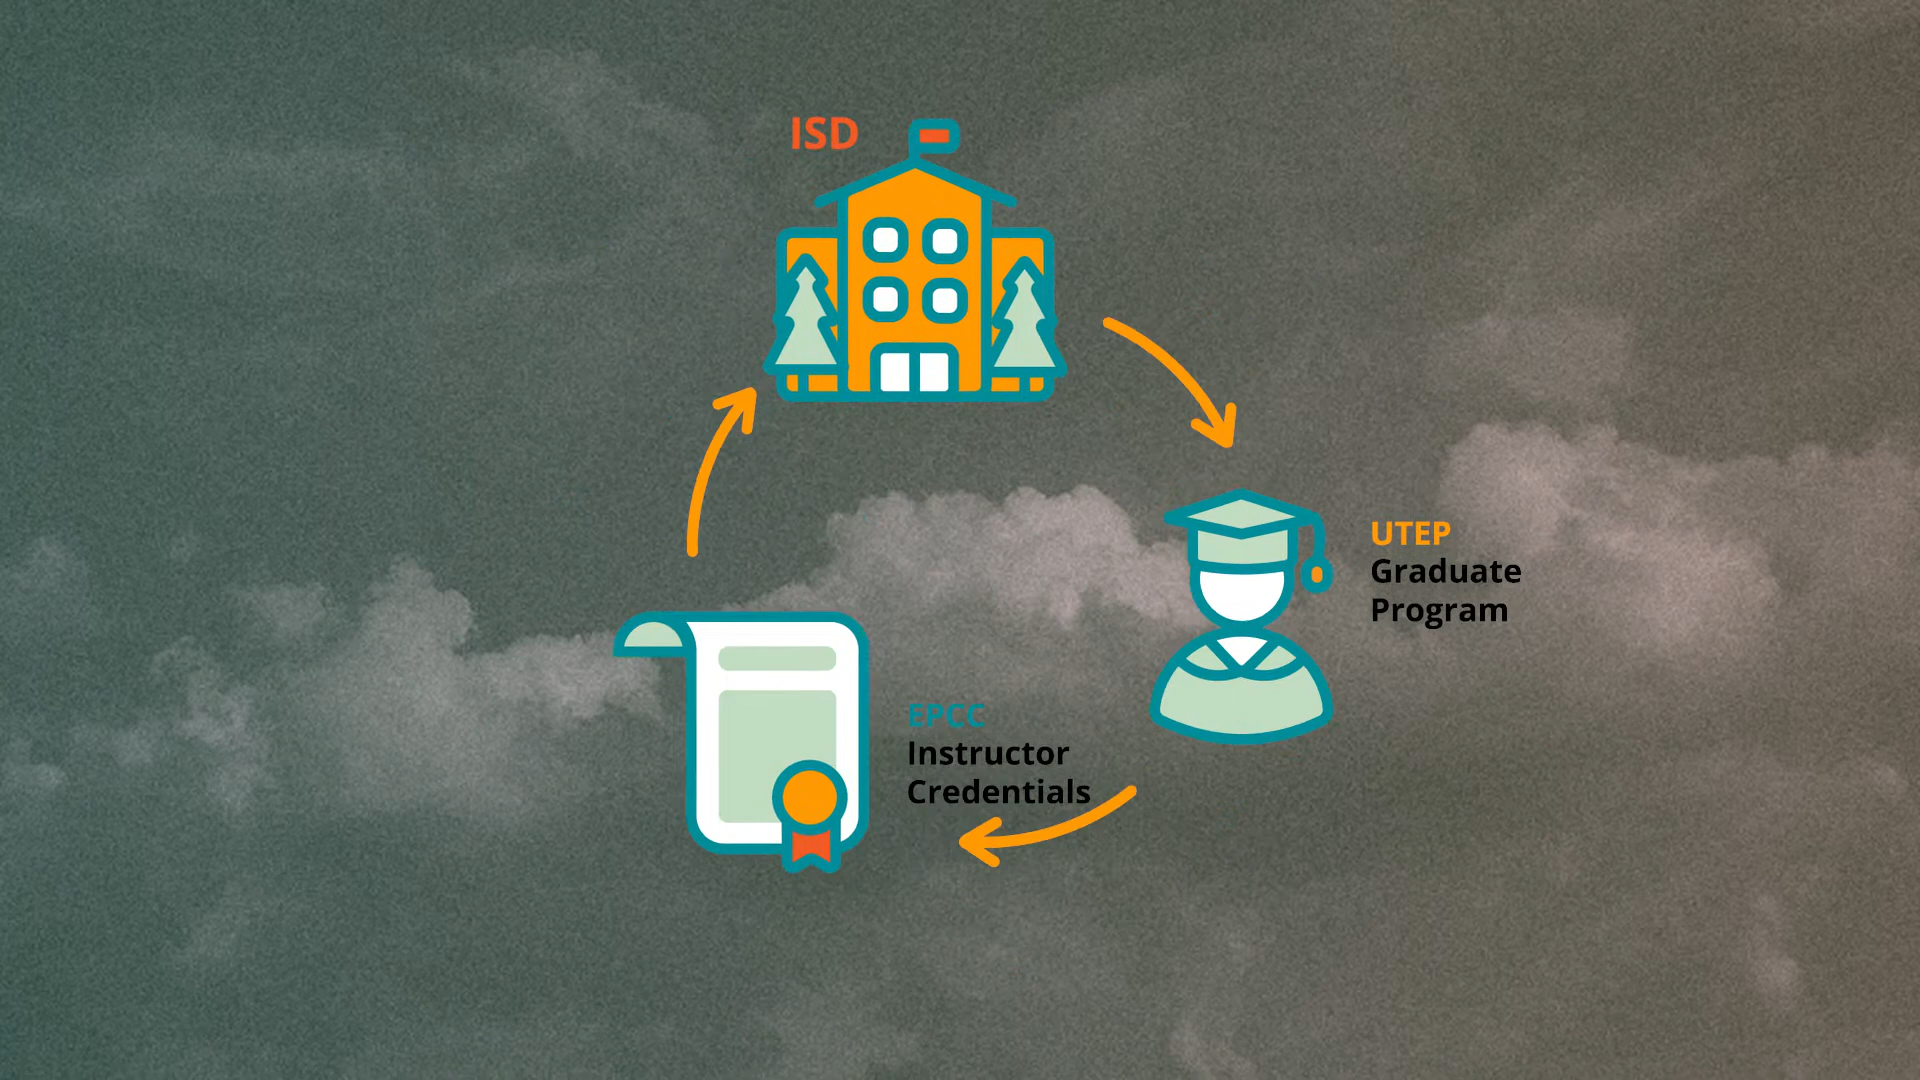 ISD
UTEP
Graduate
Program
EPCC
Instructor
Credentials